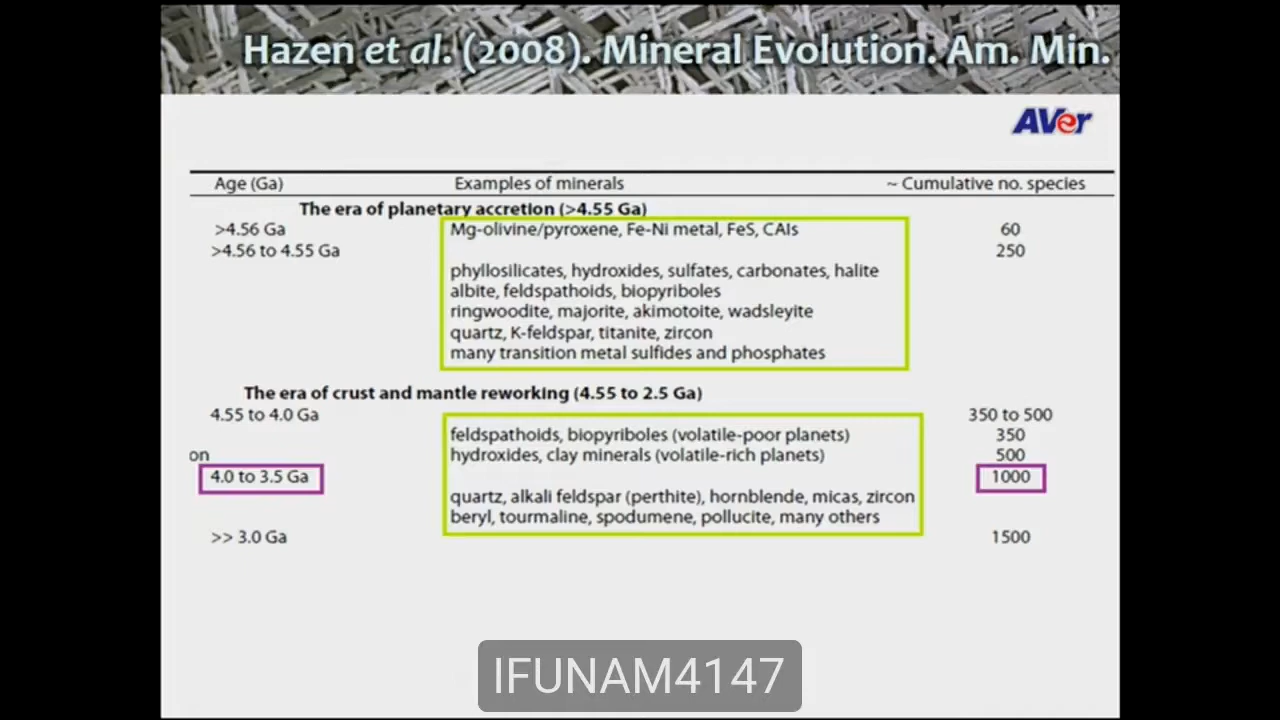 Hazen et al. (2008). Mineral Evolution. Am. Min.
AVer
Age (Ga) Examples of minerals ~ Cumulative no. species
The era of planetary accretion (>4.55 Ga)
>4.56 Ga Mg-olivine/pyroxene, Fe-Ni metal, FeS, CAIs 60
>4.56 to 4.55 Ga 250
phyllosilicates, hydroxides, sulfates, carbonates, halite
albite, feldspathoids, biopyriboles
ringwoodite, majorite, akimotoite, wadsleyite
quartz, K-feldspar, titanite, zircon
many transition metal sulfides and phosphates
The era of crust and mantle reworking (4.55 to 2.5 Ga)
4.55 to 4.0 Ga 350 to 500
feldspathoids, biopyriboles (volatile-poor planets) 350
on hydroxides, clay minerals (volatile-rich planets) 500
4.0 to 3.5 Ga 1000
quartz, alkali feldspar (perthite), hornblende, micas, zircon
beryl, tourmaline, spodumene, pollucite, many others
>> 3.0 Ga 1500
IFUNAM4147